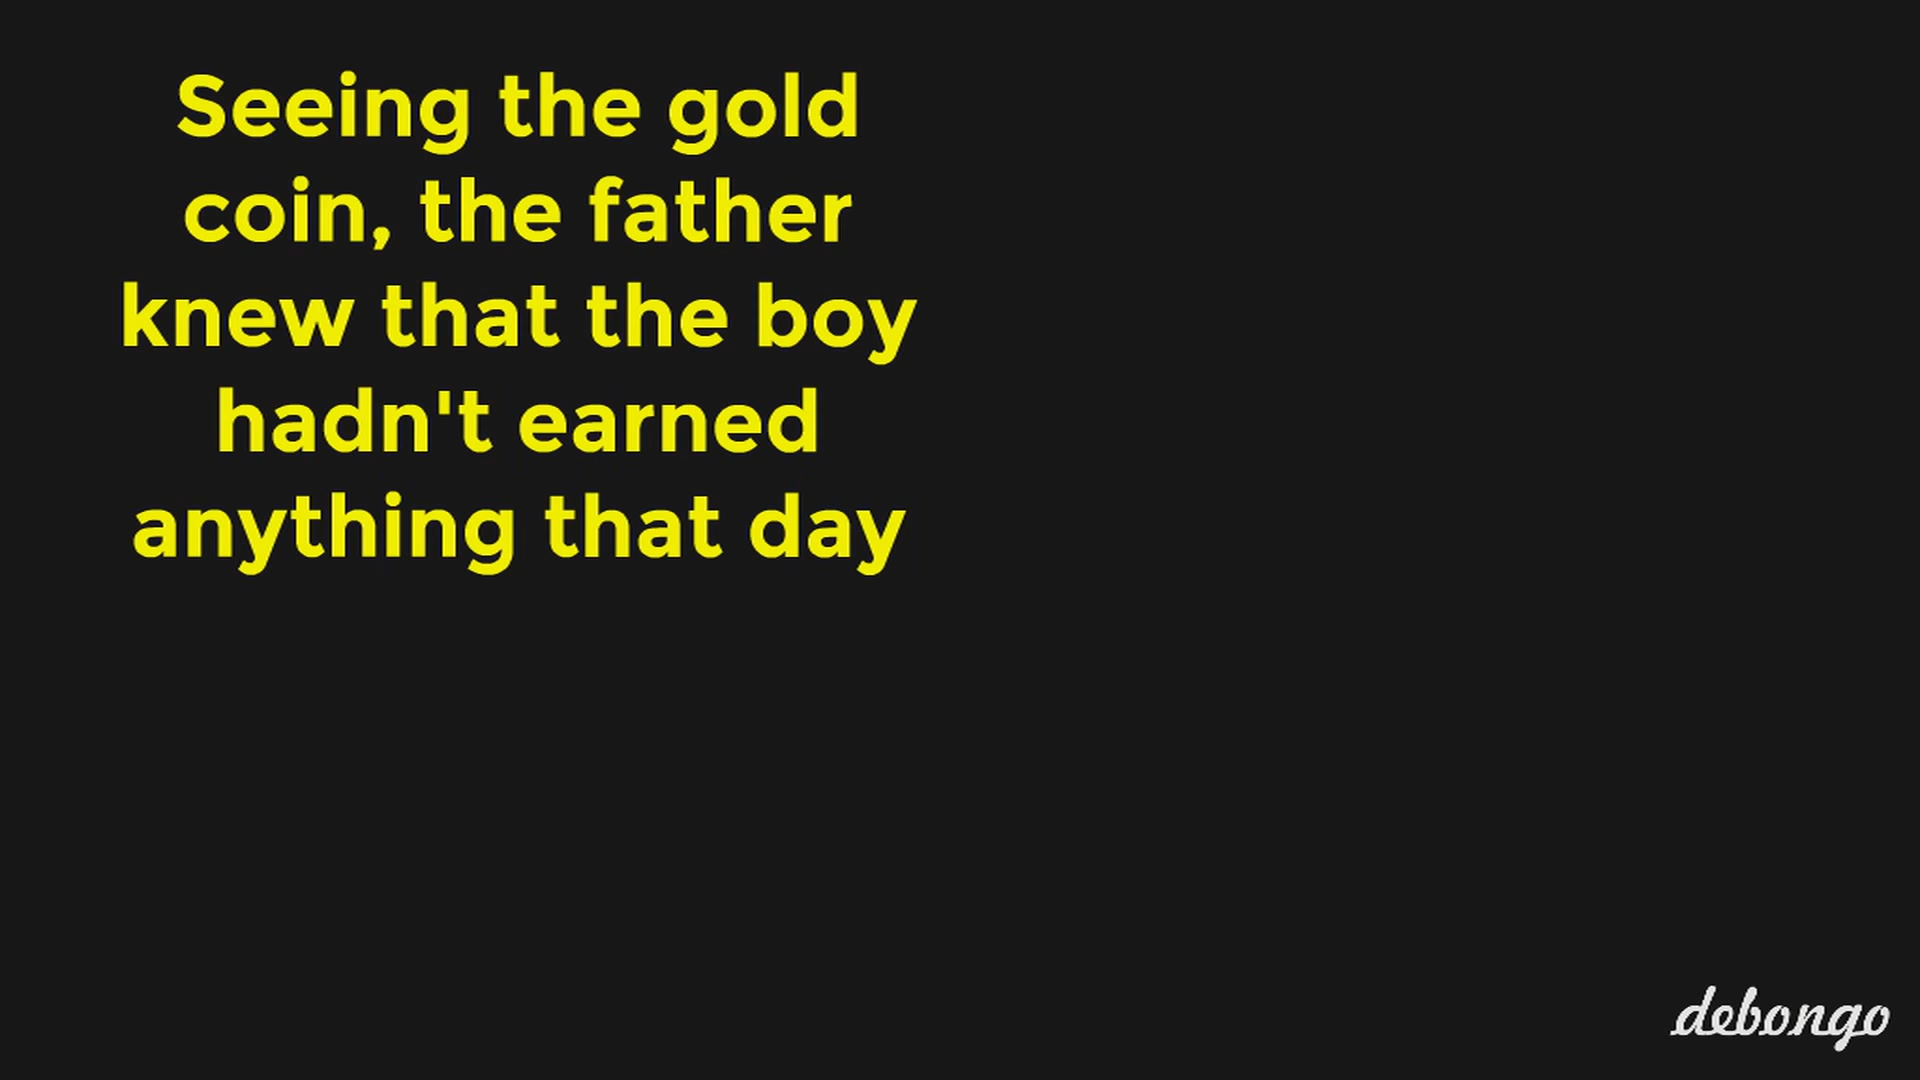 Seeing the gold
coin, the father
knew that the boy
hadn't earned
anything that day
debongo